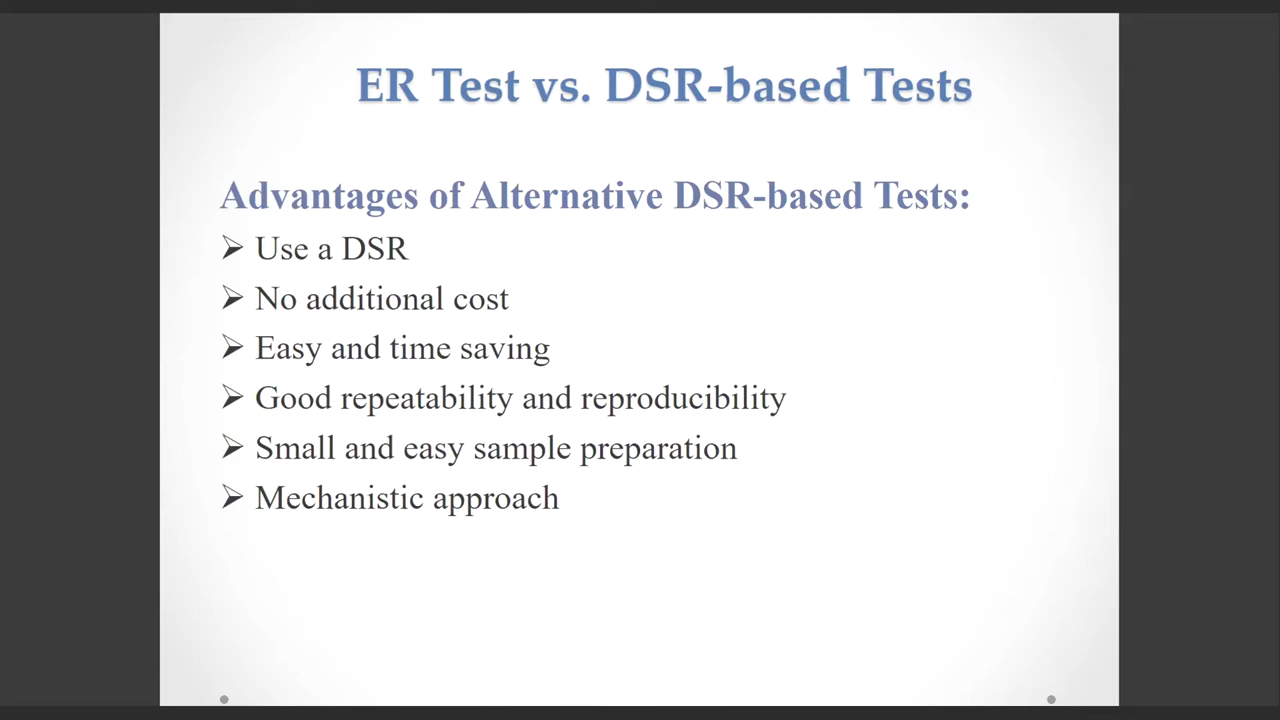 ER Test vs. DSR-based Tests
Advantages of Alternative DSR-based Tests:
➢ Use a DSR
➢ No additional cost
➢ Easy and time saving
➢ Good repeatability and reproducibility
➢ Small and easy sample preparation
➢ Mechanistic approach